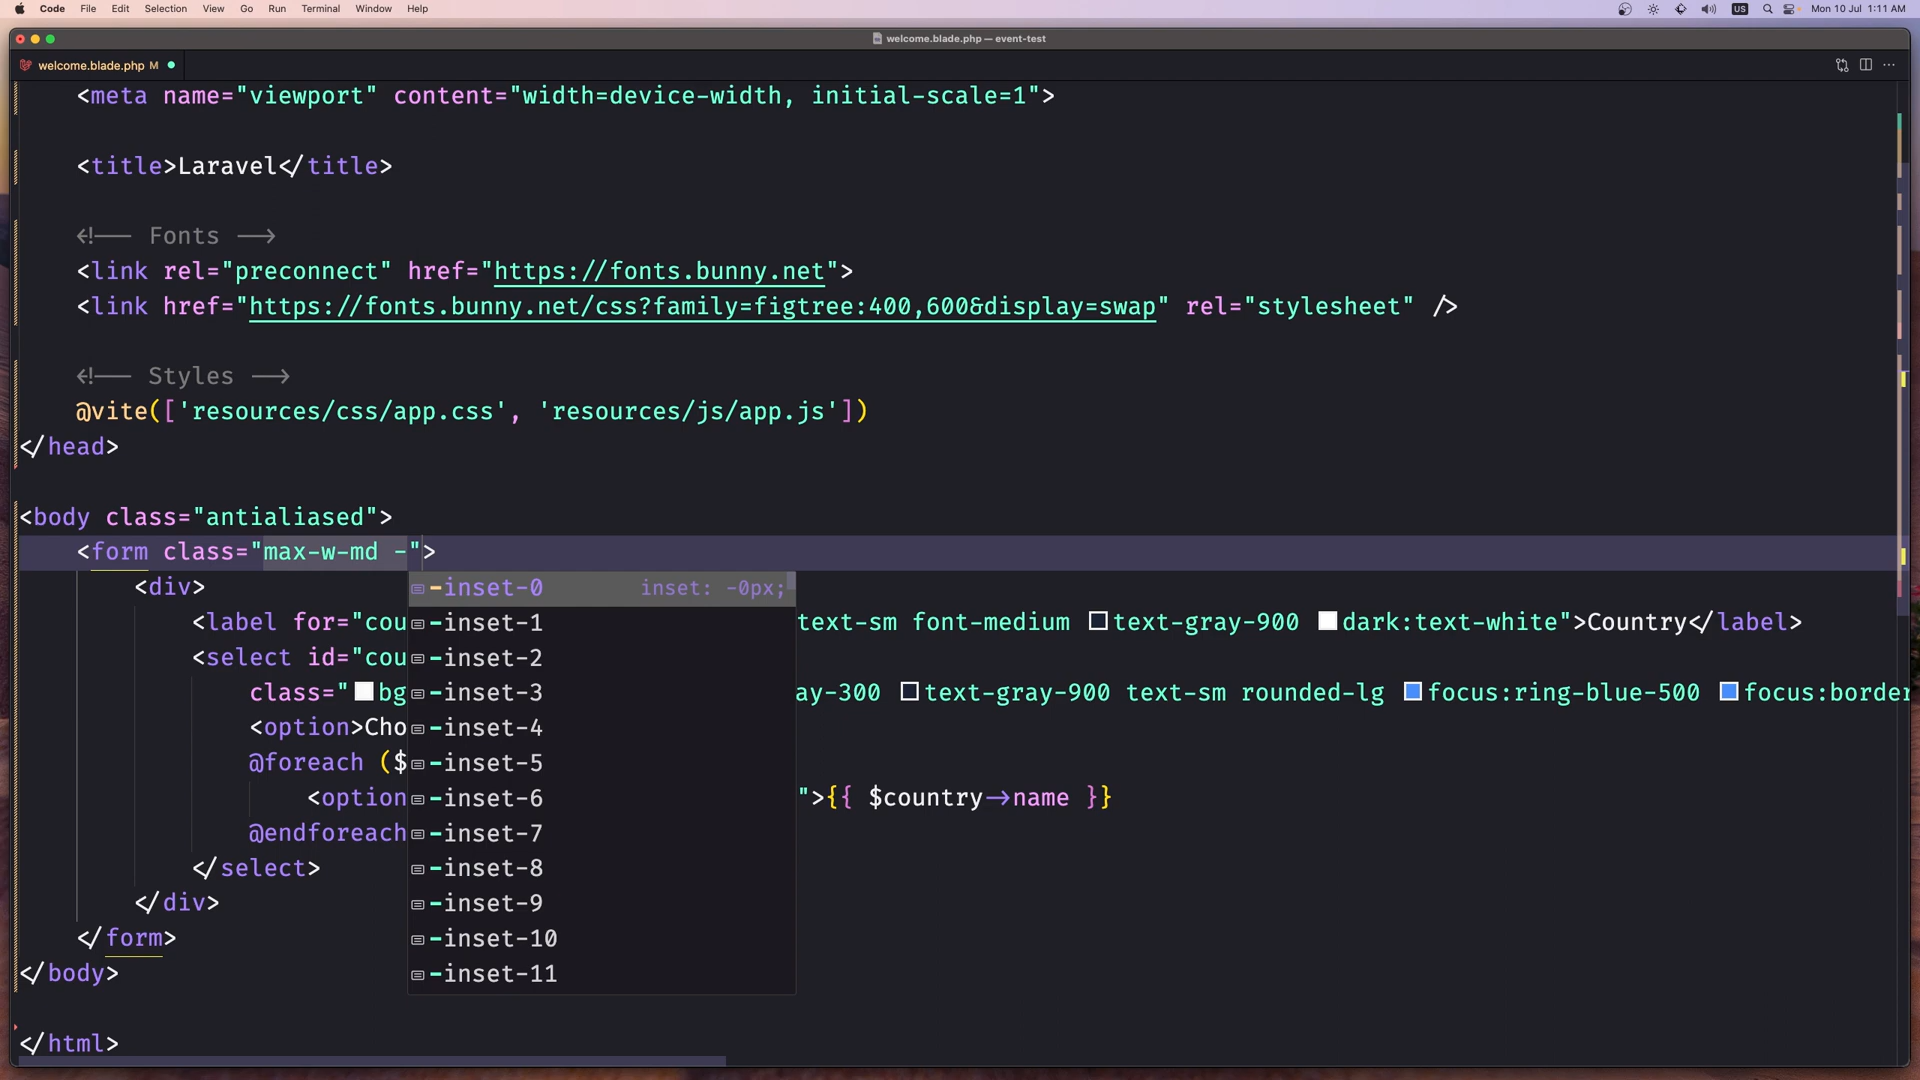 Code File Edit Selection View Go Run Terminal Window Help US Mon 10 Jul 1:11 AM
welcome.blade.php — event-test
welcome.blade.php M
<meta name="viewport" content="width=device-width, initial-scale=1">
<title>Laravel</title>
<!-- Fonts -->
<link rel="preconnect" href="https://fonts.bunny.net">
<link href="https://fonts.bunny.net/css?family=figtree:400,600&display=swap" rel="stylesheet" />
<!-- Styles -->
@vite(['resources/css/app.css', 'resources/js/app.js'])
</head>
<body class="antialiased">
<form class="max-w-md -">
<div> -inset-0 inset: -0px;
<label for="cou -inset-1 text-sm font-medium text-gray-900 dark:text-white">Country</label>
<select id="cou -inset-2
class="bg -inset-3 ay-300 text-gray-900 text-sm rounded-lg focus:ring-blue-500 focus:border
<option>Cho -inset-4
@foreach ($ -inset-5
<option -inset-6 ">{{ $country->name }}
@endforeach -inset-7
</select> -inset-8
</div> -inset-9
</form> -inset-10
</body> -inset-11
</html>